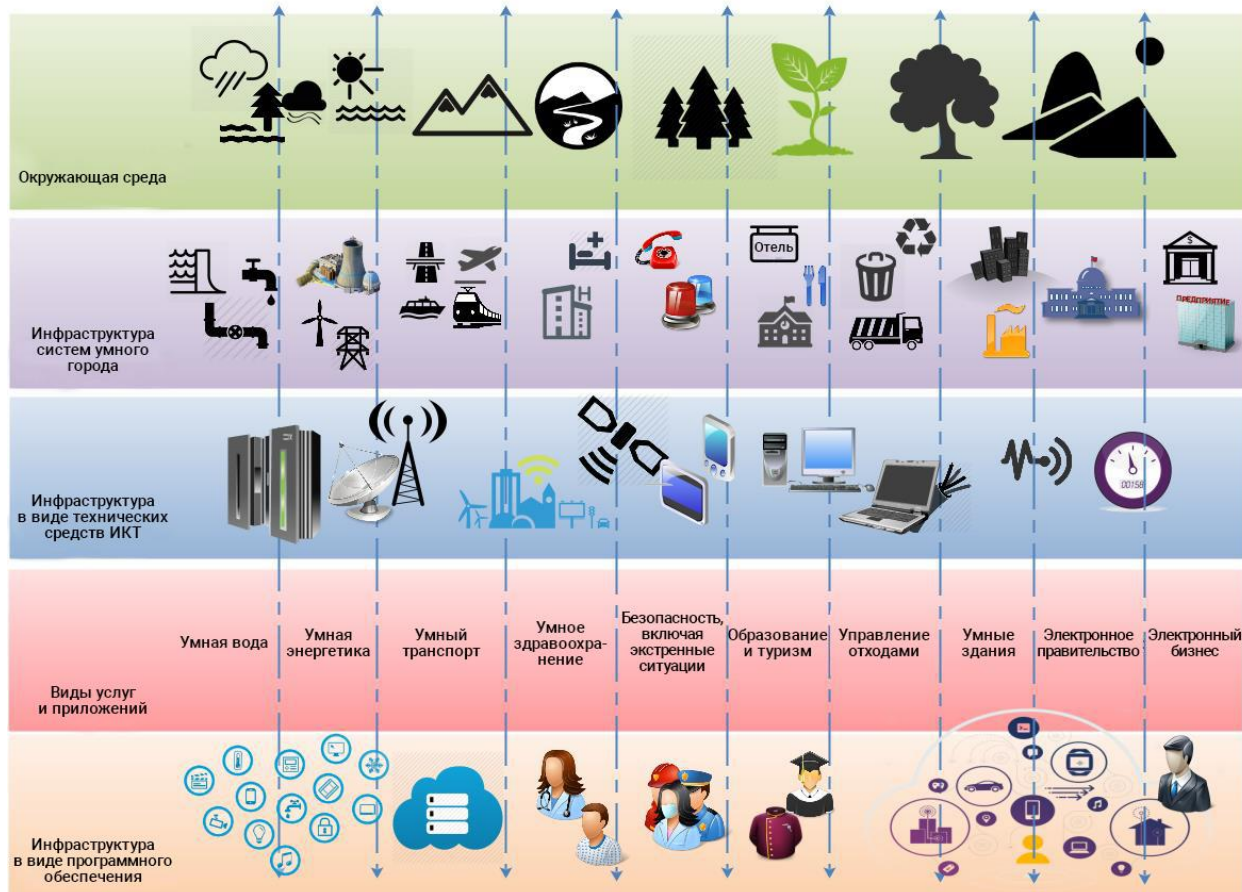 Окружающая среда
Отель
ПРЕДПРИЯТИЕ
$
H
Инфраструктура
систем умного
города
00158
Инфраструктура
в виде технических
средств ИКТ
Умная вода
Умная
энергетика
Умный
транспорт
Умное
здравоохра-
нение
Безопасность,
включая
экстренные
ситуации
Образование
и туризм
Управление
отходами
Умные
здания
Электронное
правительство
Электронный
бизнес
Виды услуг
и приложений
Инфраструктура
в виде программного
обеспечения